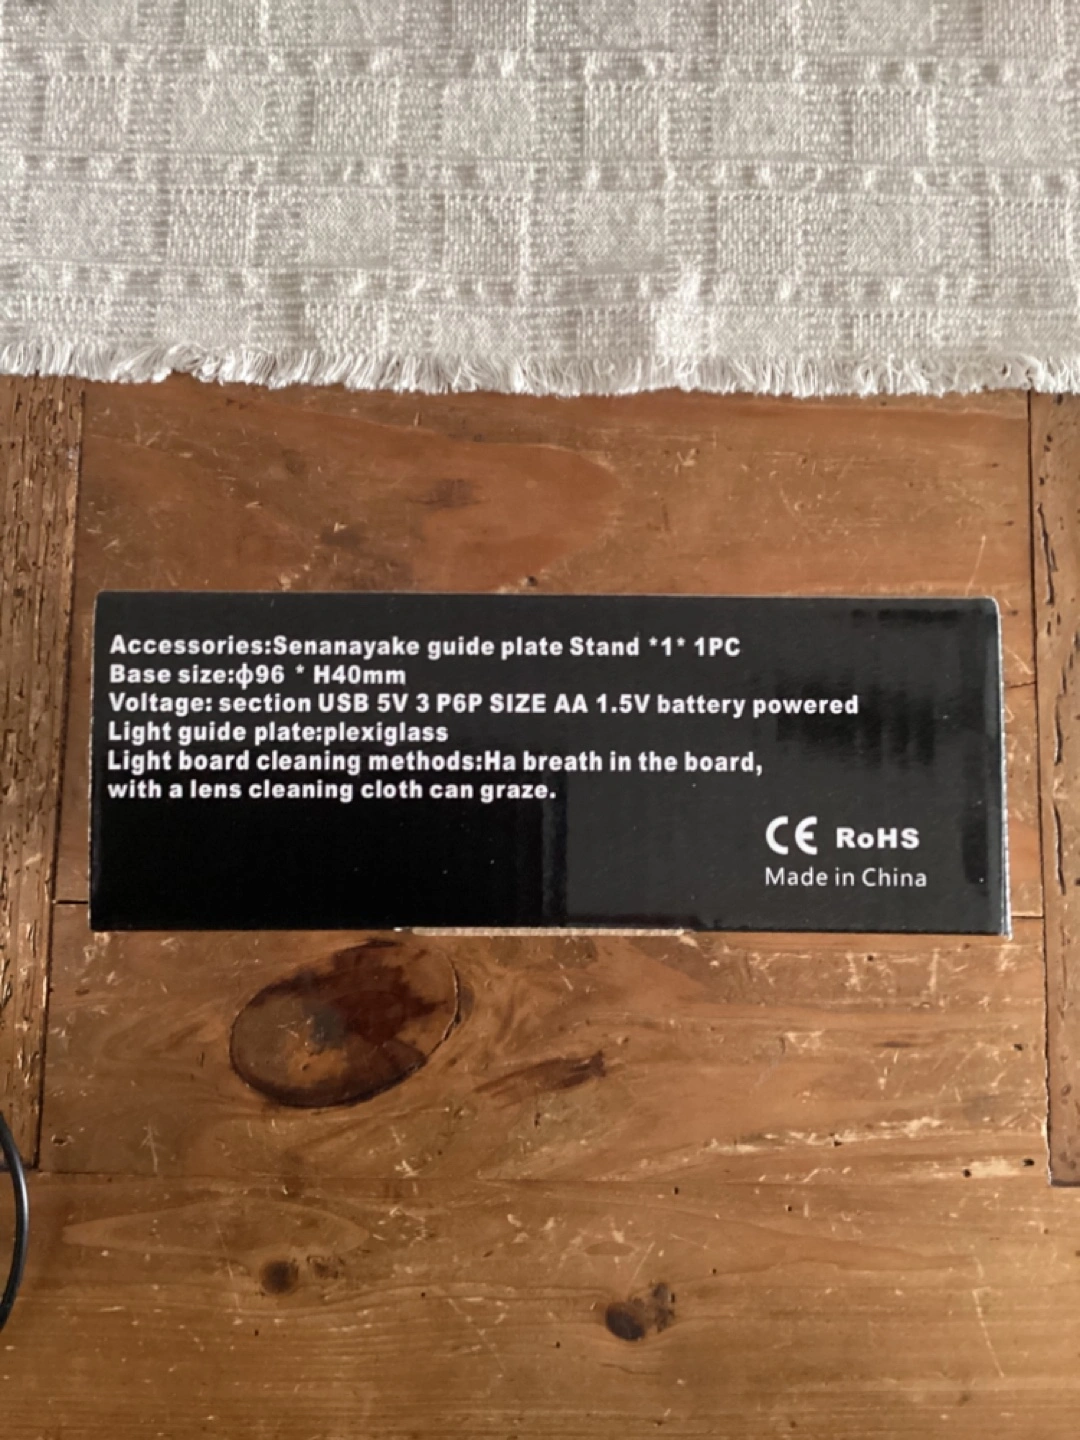 Accessories:Senanayake guide plate Stand *1* 1PC
Base size:ф96 * H40mm
Voltage: section USB 5V 3 P6P SIZE AA 1.5V battery powered
Light guide plate:plexiglass
Light board cleaning methods:Ha breath in the board,
with a lens cleaning cloth can graze.
CE RoHS
Made in China